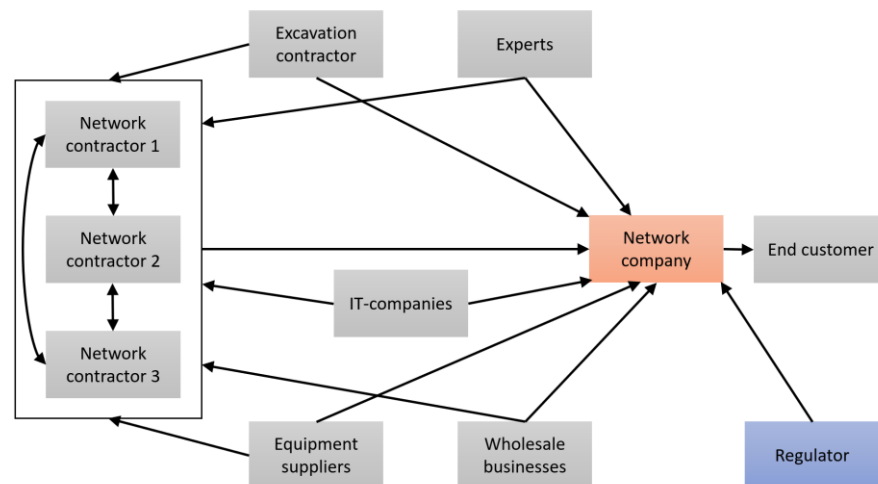 Excavation
contractor
Experts
Network
contractor 1
Network
contractor 2
Network
company
End customer
IT-companies
Network
contractor 3
Equipment
suppliers
Wholesale
businesses
Regulator